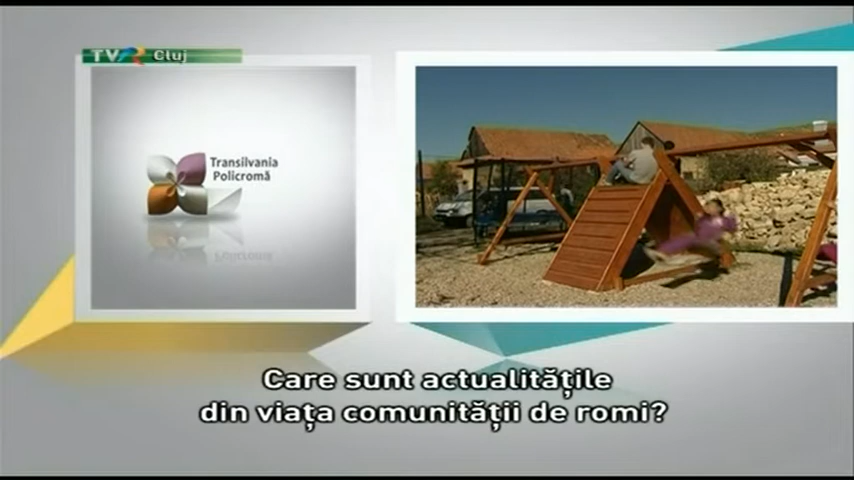 TVR Cluj
Transilvania
Policromă
Care sunt actualitățile
din viața comunității de romi?